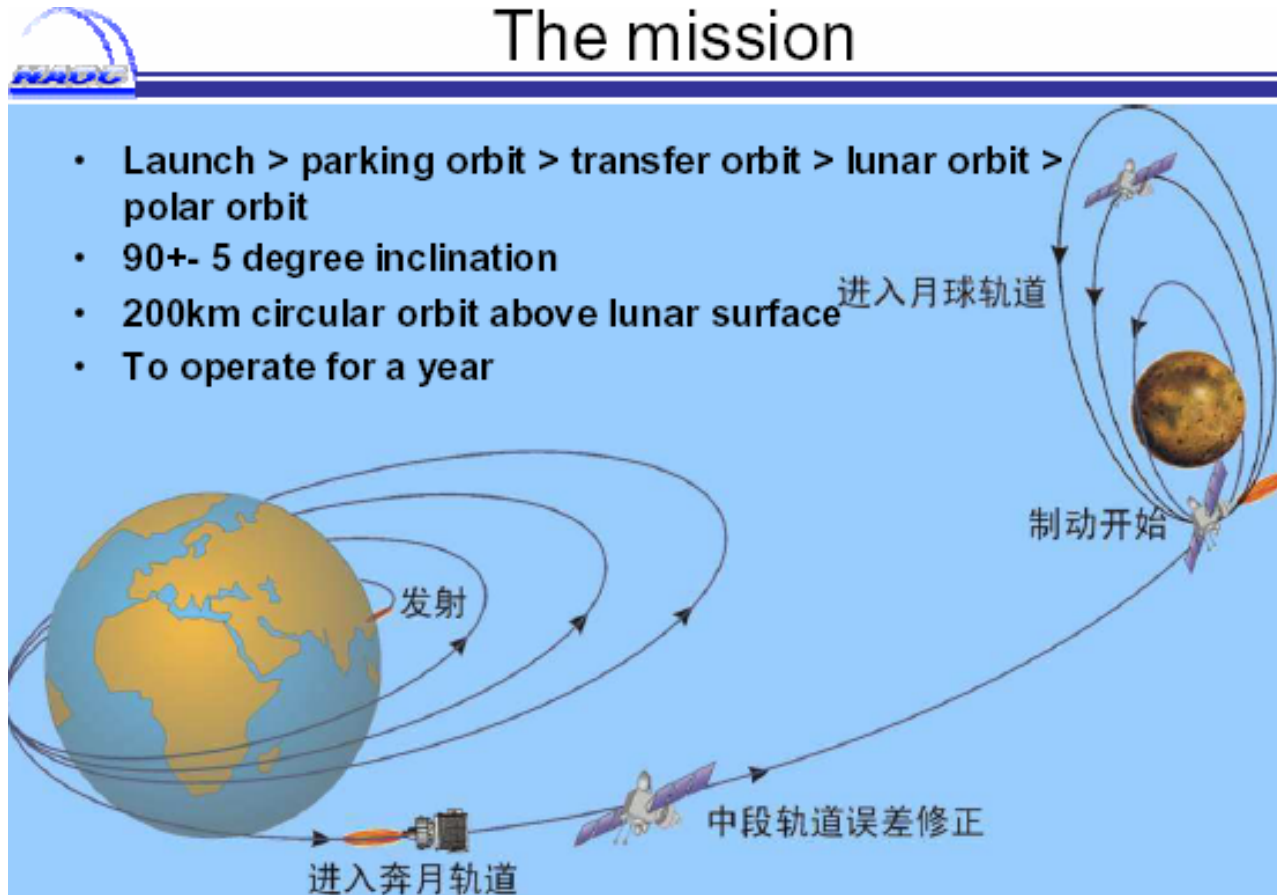 The mission
NAOC
• Launch > parking orbit > transfer orbit > lunar orbit >
polar orbit
• 90+- 5 degree inclination
• 200km circular orbit above lunar surface
• To operate for a year
进入月球轨道
制动开始
发射
中段轨道误差修正
进入奔月轨道